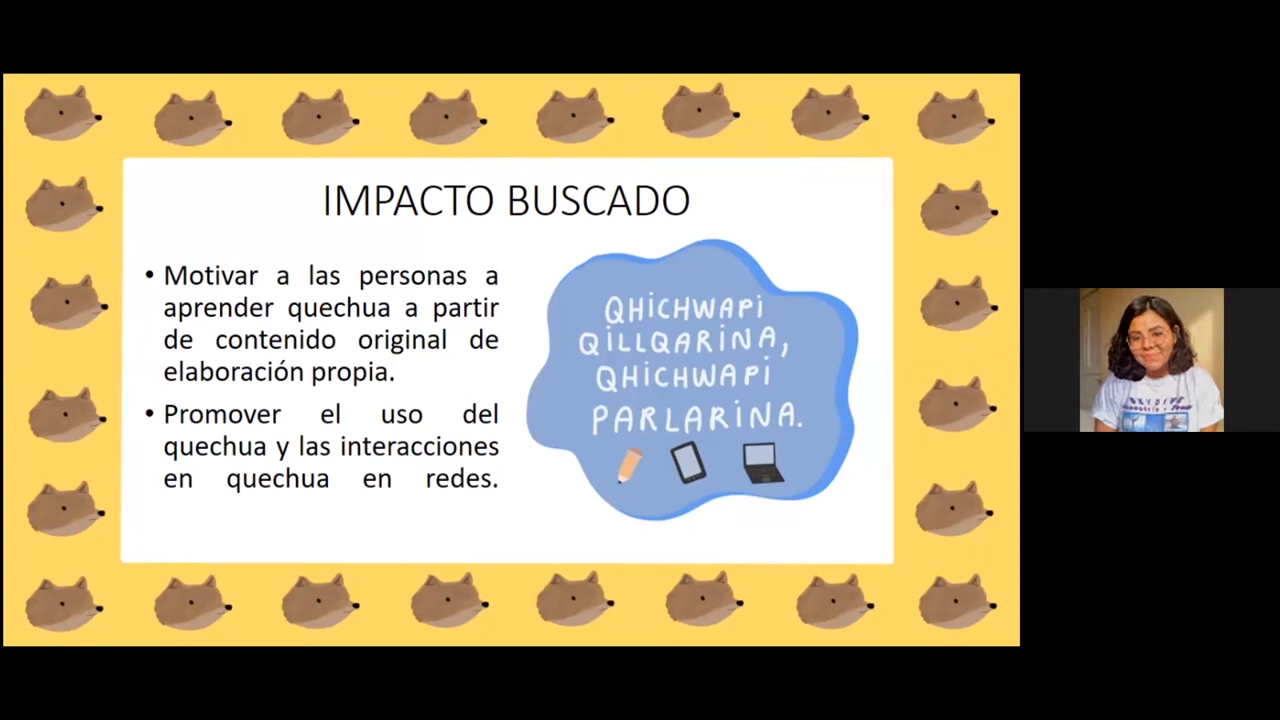 IMPACTO BUSCADO
• Motivar a las personas a
aprender quechua a partir
de contenido original de
elaboración propia.
• Promover el uso del
quechua y las interacciones
en quechua en redes.
QHICHWAPI
QILLQARINA,
QHICHWAPI
PARLARINA.